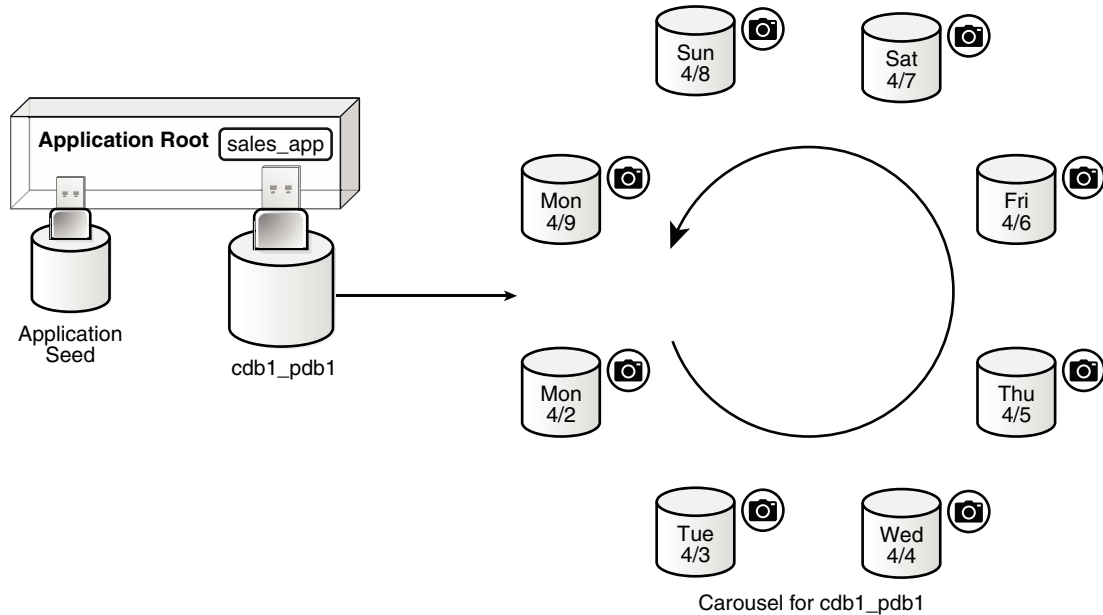 Application Root
sales_app
Application
Seed
cdb1_pdb1
Sun
4/8
Sat
4/7
Mon
4/9
Fri
4/6
Mon
4/2
Thu
4/5
Tue
4/3
Wed
4/4
Carousel for cdb1_pdb1